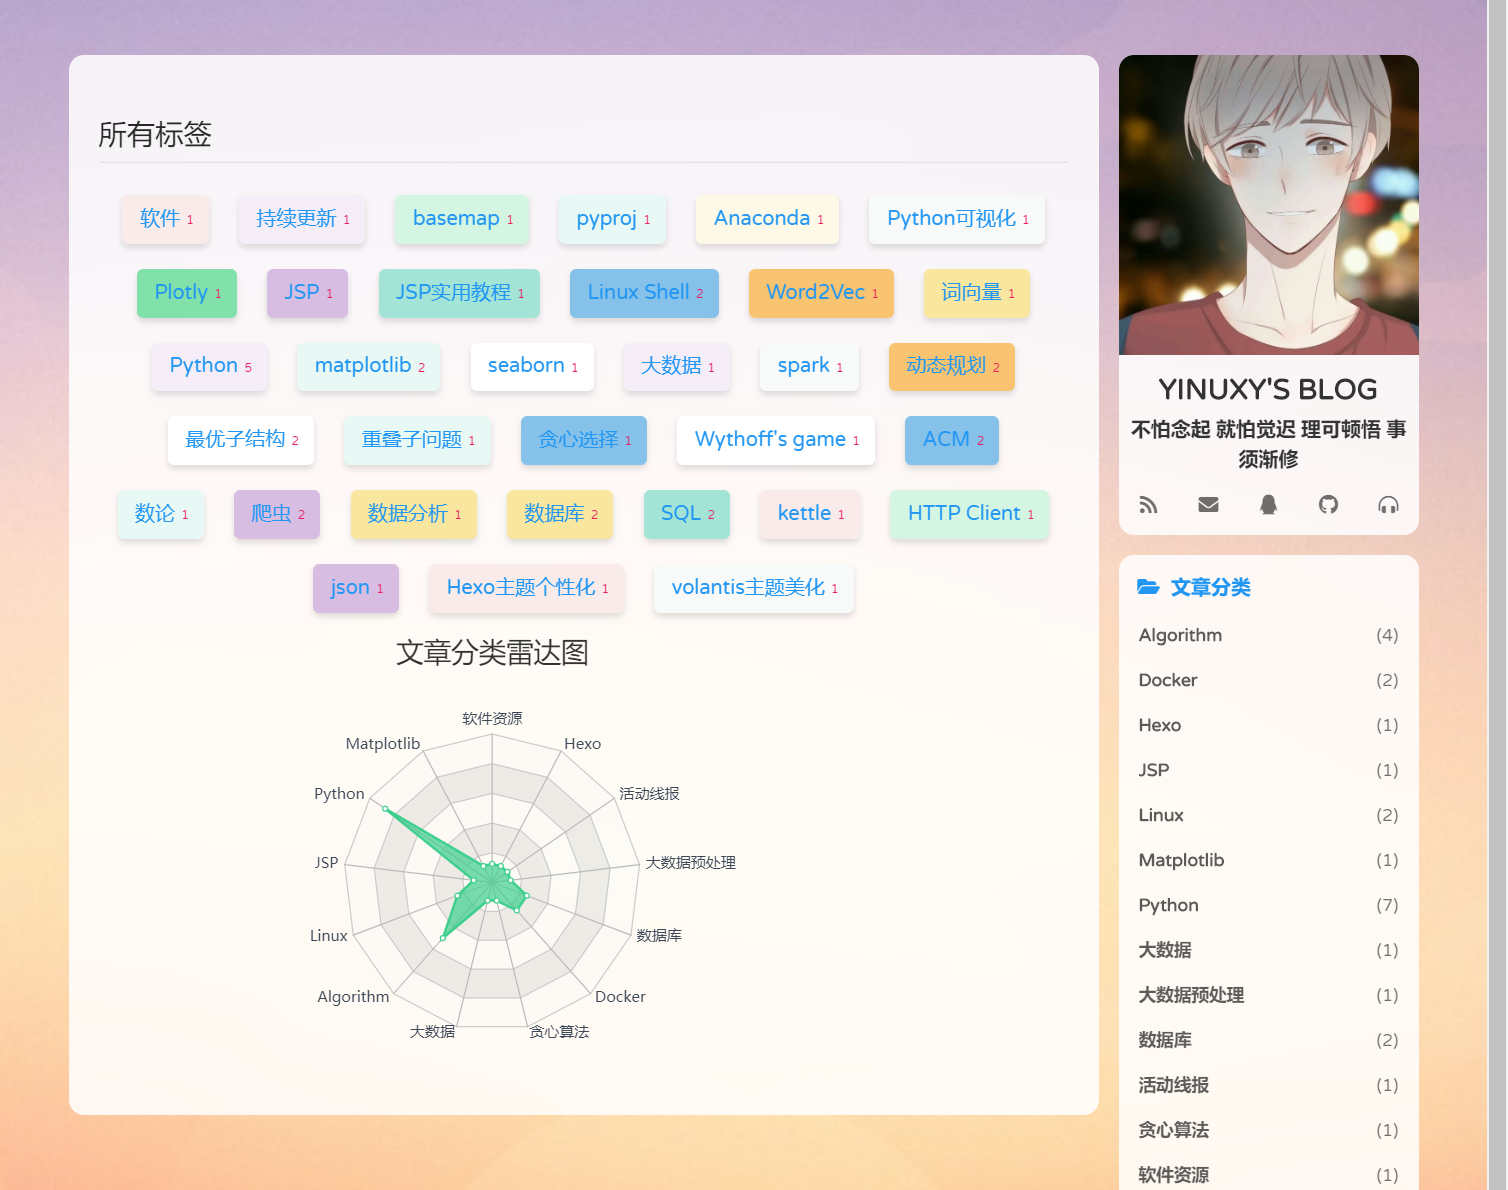 所有标签
软件 1 持续更新 1 basemap 1 pyproj 1 Anaconda 1 Python可视化 1
Plotly 1 JSP 1 JSP实用教程 1 Linux Shell 2 Word2Vec 1 词向量 1
Python 5 matplotlib 2 seaborn 1 大数据 1 spark 1 动态规划 2
最优子结构 2 重叠子问题 1 贪心选择 1 Wythoff's game 1 ACM 2
数论 1 爬虫 2 数据分析 1 数据库 2 SQL 2 kettle 1 HTTP Client 1
json 1 Hexo主题个性化 1 volantis主题美化 1
文章分类雷达图
软件资源
Matplotlib
Hexo
Python
活动线报
JSP
大数据预处理
Linux
数据库
Algorithm
Docker
大数据
贪心算法
YINUXY'S BLOG
不怕念起 就怕觉迟 理可顿悟 事
须渐修
文章分类
Algorithm (4)
Docker (2)
Hexo (1)
JSP (1)
Linux (2)
Matplotlib (1)
Python (7)
大数据 (1)
大数据预处理 (1)
数据库 (2)
活动线报 (1)
贪心算法 (1)
软件资源 (1)